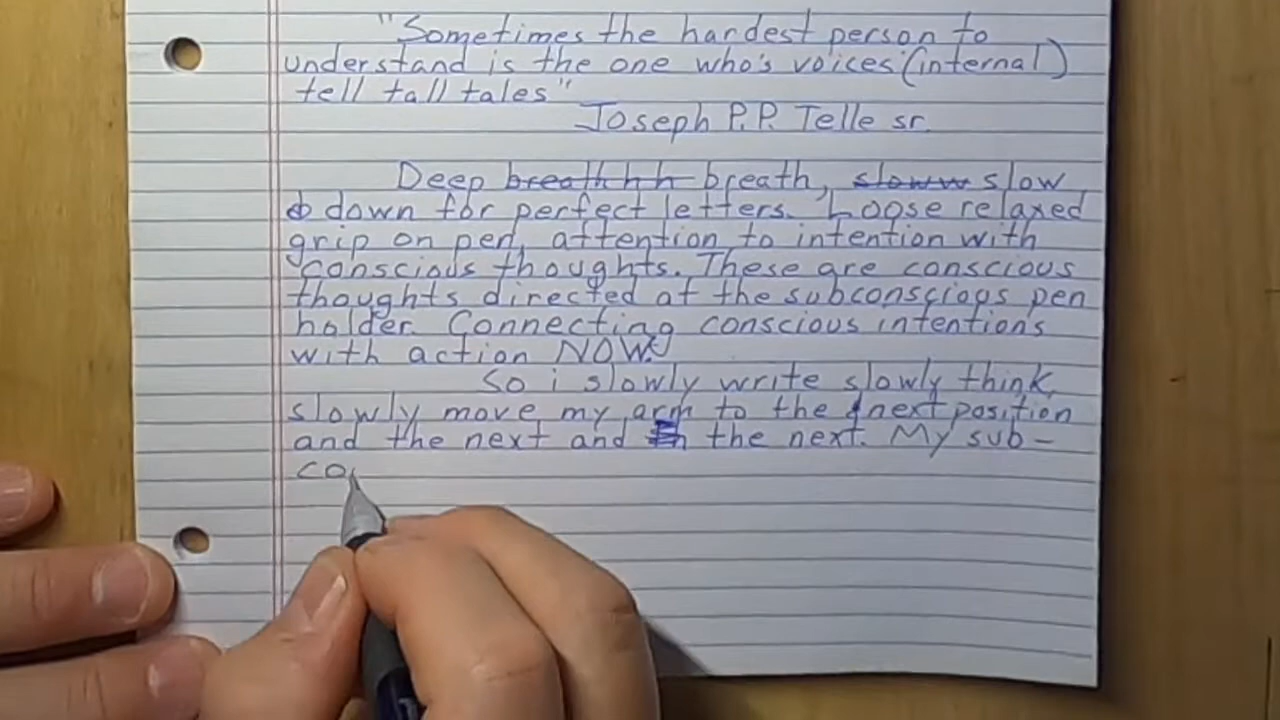 "Sometimes the hardest person to
understand is the one who's voices (internal)
tell tall tales"
Joseph P.P. Telle sr.
Deep breath h h breath, sloww slow
d down for perfect letters. Loose relaxed
grip on pen, attention to intention with
conscious thoughts. These are conscious
thoughts directed at the subconscious pen
holder. Connecting conscious intentions
with action NOW.
So i slowly write slowly think,
slowly move my arm to the next position
and the next and the next. My sub-
co